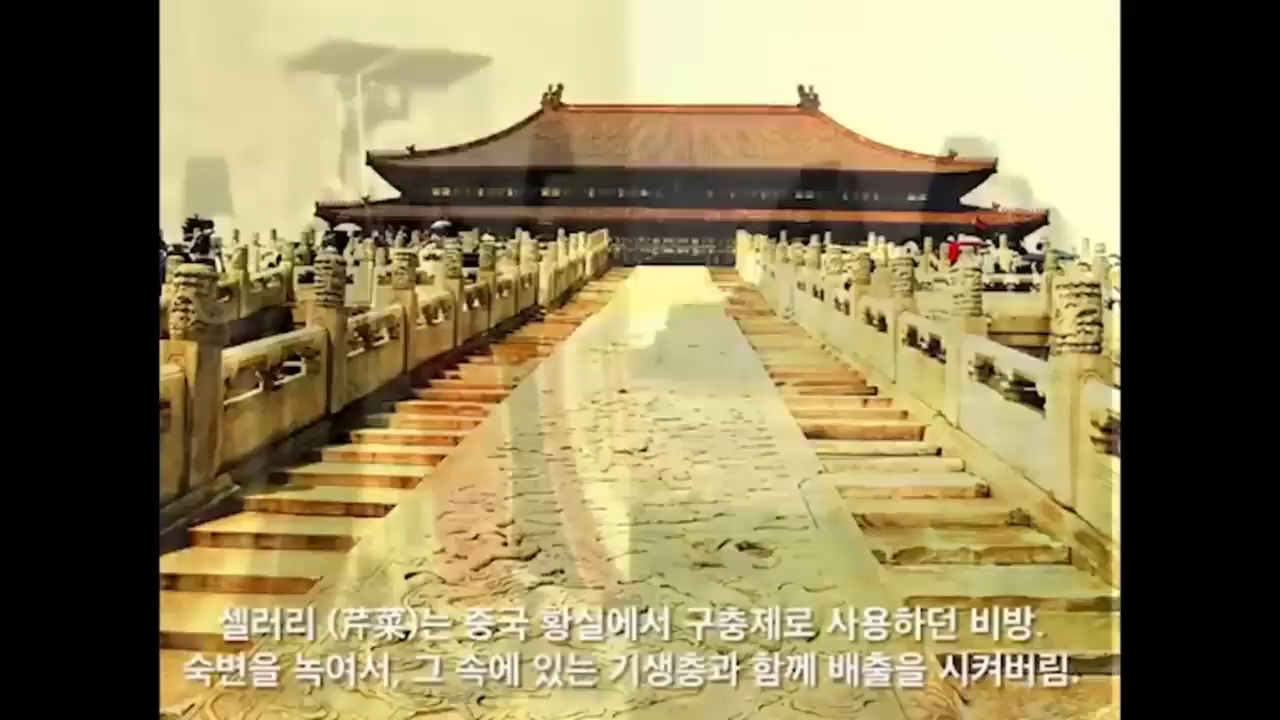 셀러리 (芹菜)는 중국 황실에서 구충제로 사용하던 비방.
숙변을 녹여서, 그 속에 있는 기생충과 함께 배출을 시켜버림.